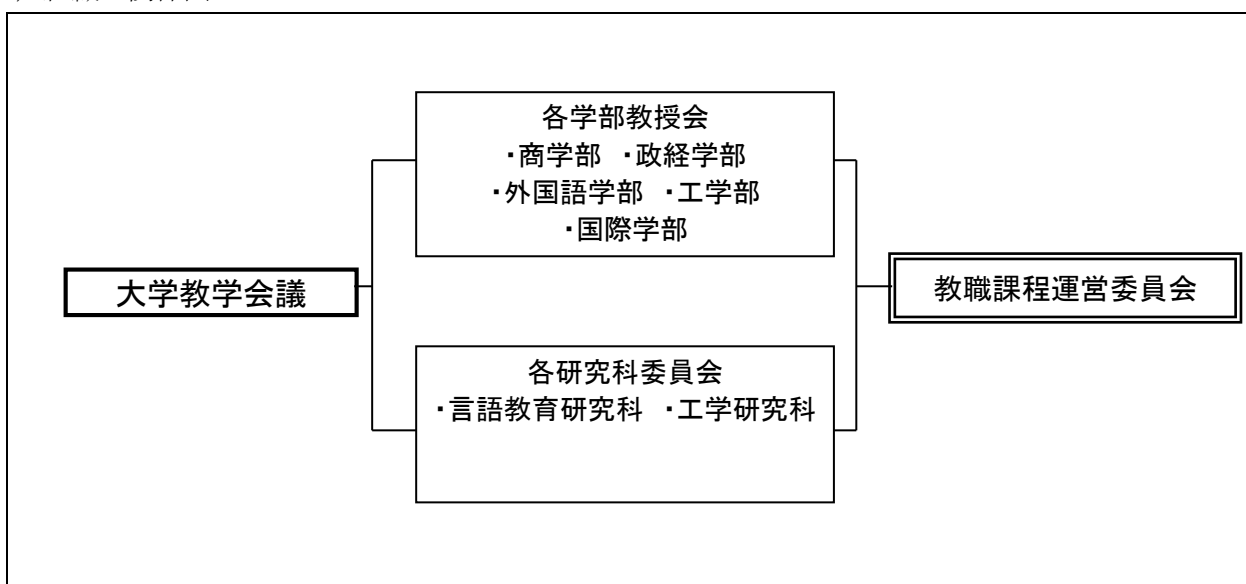 各学部教授会
・商学部 ・政経学部
・外国語学部 ・工学部
・国際学部
大学教学会議
教職課程運営委員会
各研究科委員会
・言語教育研究科 ・工学研究科